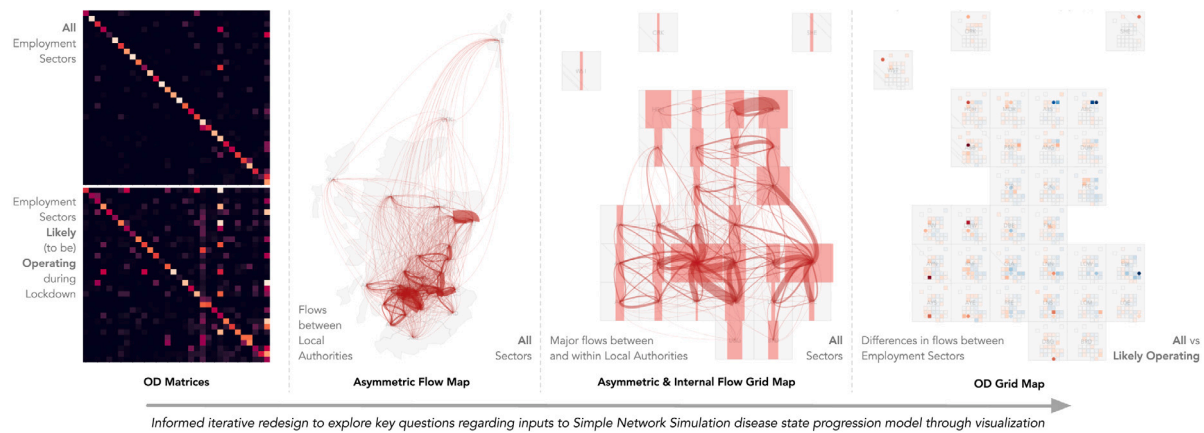 All
Employment
Sectors
Employment
Sectors
Likely
(to be)
Operating
during
Lockdown
OD Matrices
Flows
between
Local
Authorities
All
Sectors
Asymmetric Flow Map
Major flows between
and within Local Authorities
All
Sectors
Asymmetric & Internal Flow Grid Map
Differences in flows between
Employment Sectors
All vs
Likely Operating
OD Grid Map
Informed iterative redesign to explore key questions regarding inputs to Simple Network Simulation disease state progression model through visualization